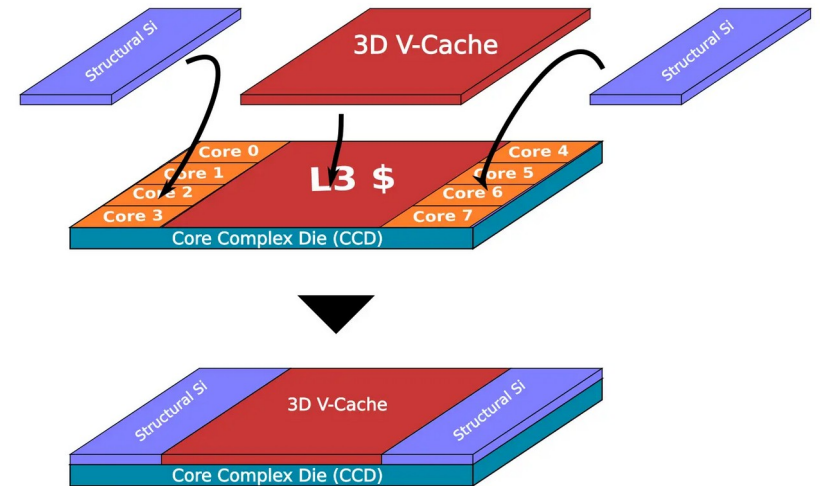 Structural Si
3D V-Cache
Structural Si
Core 0
Core 1
Core 2
Core 3
L3 $
Core 4
Core 5
Core 6
Core 7
Core Complex Die (CCD)
Structural Si
3D V-Cache
Structural Si
Core Complex Die (CCD)